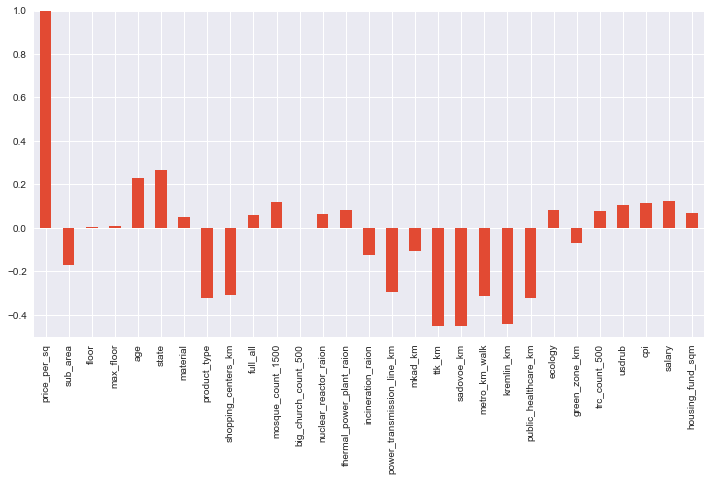 1.0
0.8
0.6
0.4
0.2
0.0
−0.2
−0.4
price_per_sq
sub_area
floor
max_floor
age
state
material
product_type
shopping_centers_km
full_all
mosque_count_1500
big_church_count_500
nuclear_reactor_raion
thermal_power_plant_raion
incineration_raion
power_transmission_line_km
mkad_km
ttk_km
sadovoe_km
metro_km_walk
kremlin_km
public_healthcare_km
ecology
green_zone_km
trc_count_500
usdrub
cpi
salary
housing_fund_sqm